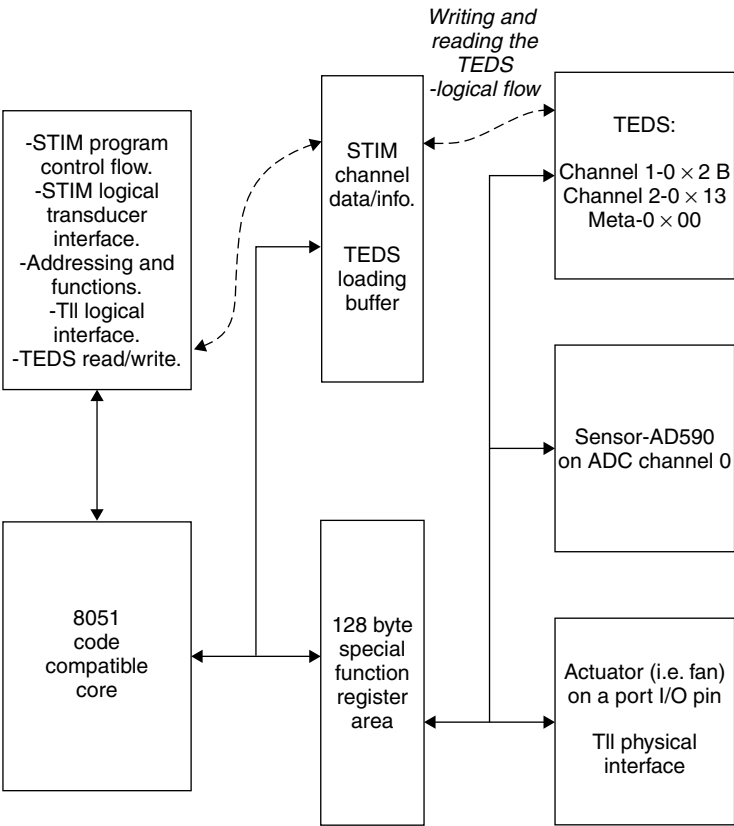 Writing and
reading the
TEDS
-logical flow
-STIM program
control flow.
-STIM logical
transducer
interface.
-Addressing and
functions.
-Tll logical
interface.
-TEDS read/write.
STIM
channel
data/info.
TEDS
loading
buffer
TEDS:
Channel 1-0 × 2 B
Channel 2-0 × 13
Meta-0 × 00
Sensor-AD590
on ADC channel 0
8051
code
compatible
core
128 byte
special
function
register
area
Actuator (i.e. fan)
on a port I/O pin
Tll physical
interface